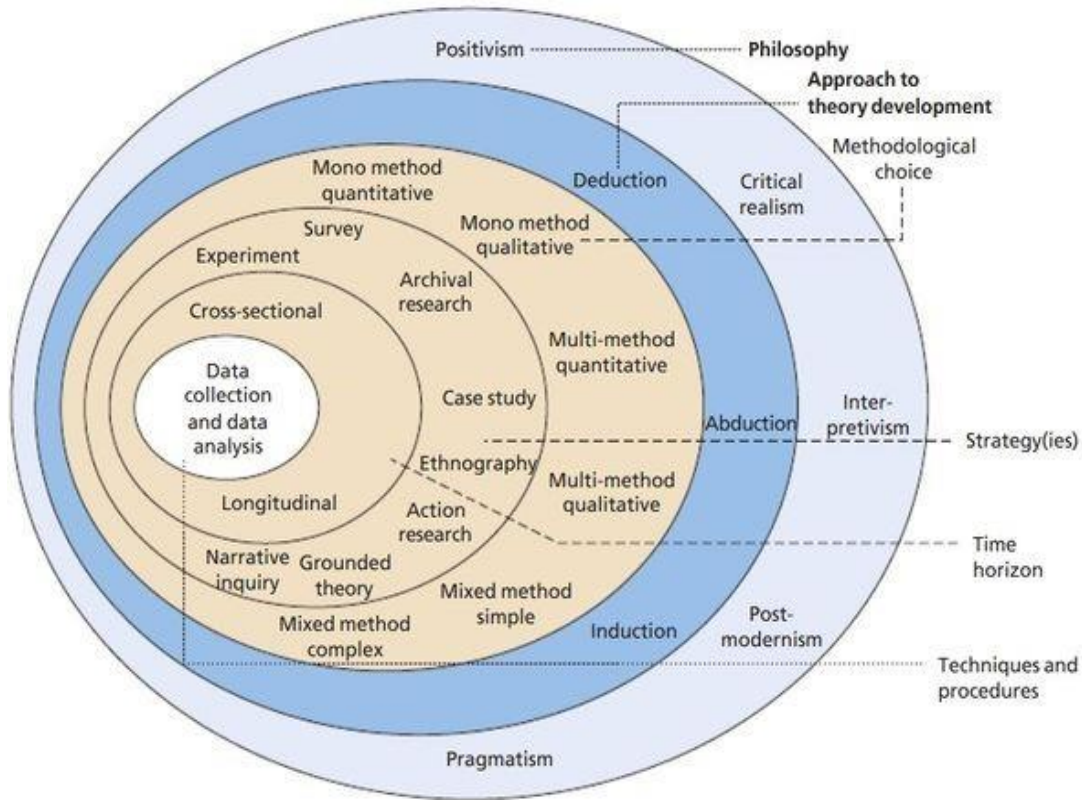 Positivism
Philosophy
Approach to
theory development
Methodological
choice
Deduction
Critical
realism
Mono method
quantitative
Mono method
qualitative
Survey
Experiment
Archival
research
Cross-sectional
Multi-method
quantitative
Data
collection
and data
analysis
Case study
Abduction
Inter-
pretivism
Strategy(ies)
Ethnography
Multi-method
qualitative
Longitudinal
Action
research
Time
horizon
Narrative
inquiry
Grounded
theory
Mixed method
simple
Mixed method
complex
Induction
Post-
modernism
Techniques and
procedures
Pragmatism